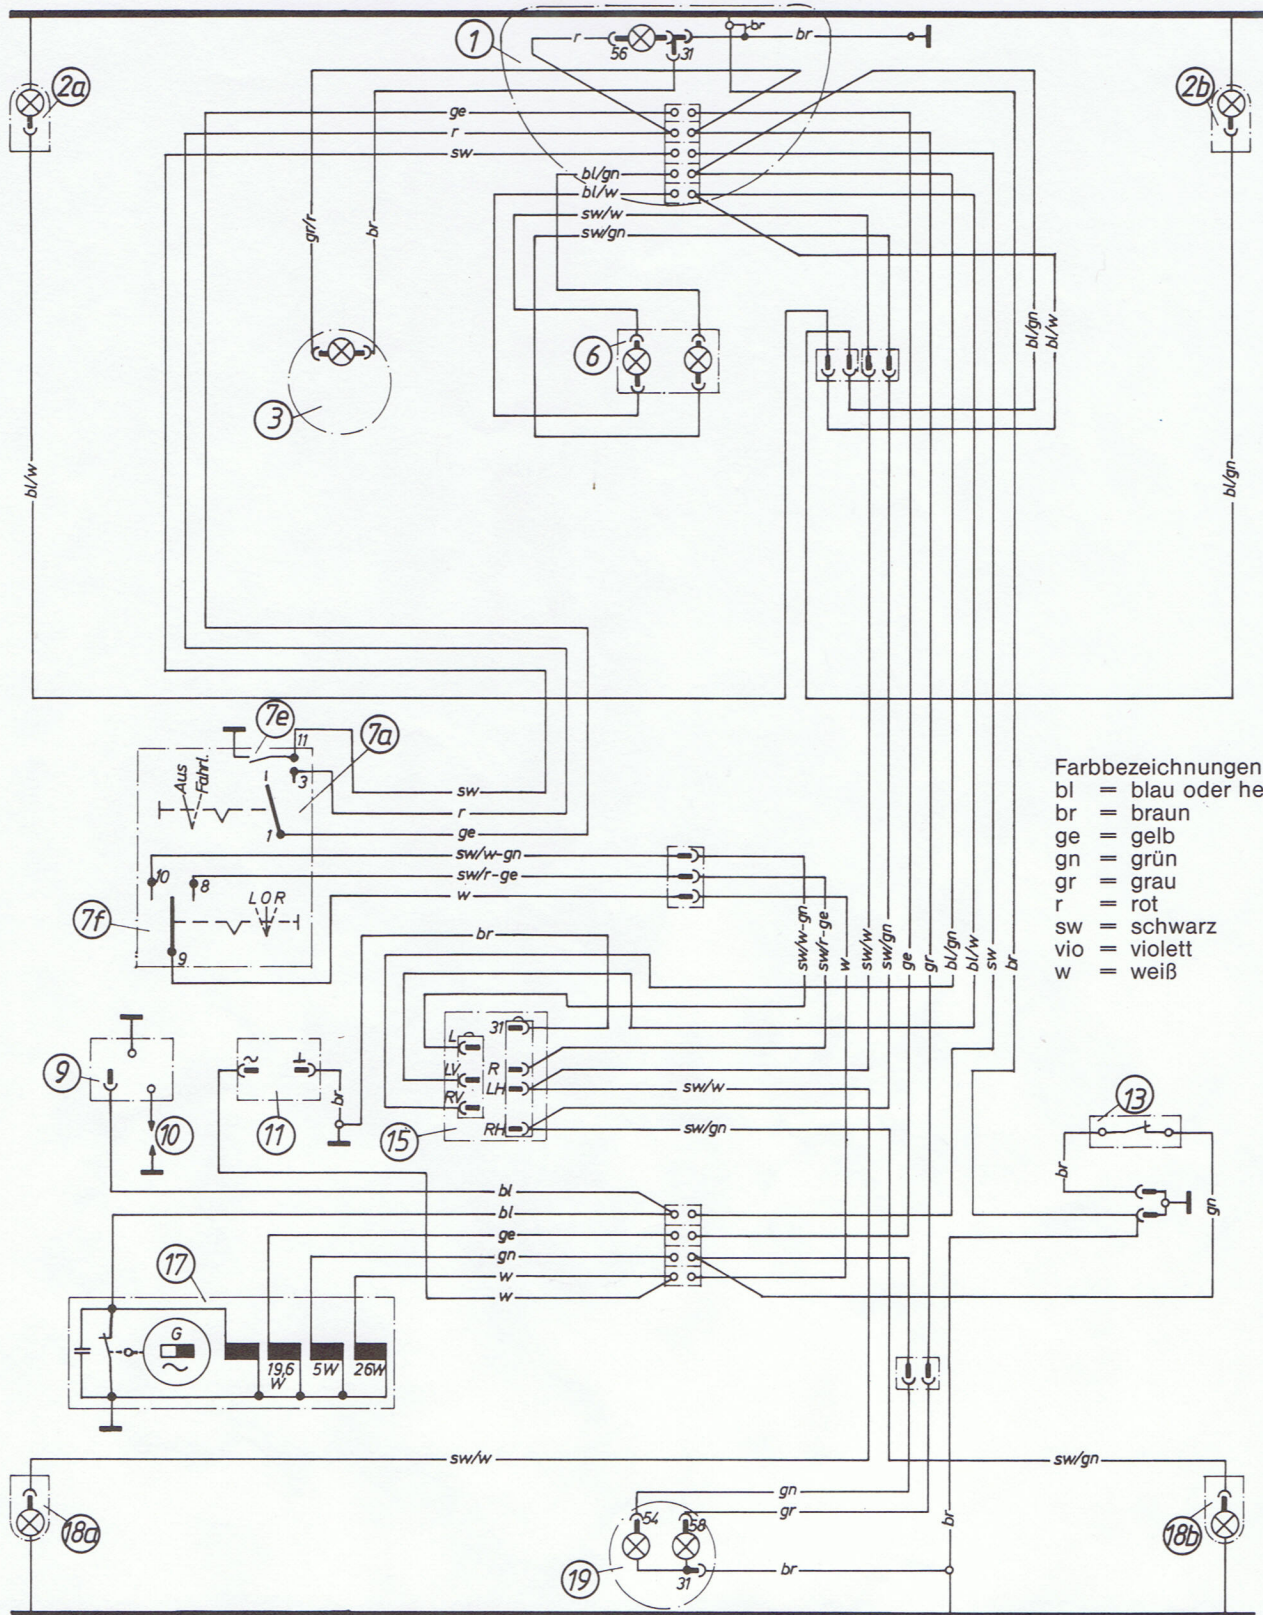 1
r
56
31
br
br
2a
2b
ge
r
sw
bl/gn
bl/w
sw/w
sw/gn
gr/r
br
bl/gn
bl/w
6
3
bl/w
bl/gn
7e
7a
11
3
Aus
Fahrl.
1
sw
r
ge
Farbbezeichnungen
bl = blau oder he
br = braun
ge = gelb
gn = grün
gr = grau
r = rot
sw = schwarz
vio = violett
w = weiß
10
8
L O R
7f
9
sw/w-gn
sw/r-ge
w
br
sw/w-gn
sw/r-ge
w
sw/w
sw/gn
ge
gr
bl/gn
bl/w
sw
br
9
10
11
br
15
L
LV
RV
31
R
LH
RH
sw/w
sw/gn
13
br
gn
bl
bl
ge
gn
w
w
17
G
19,6
W
5W
26W
sw/w
sw/gn
gn
gr
br
18a
54
58
31
19
br
18b